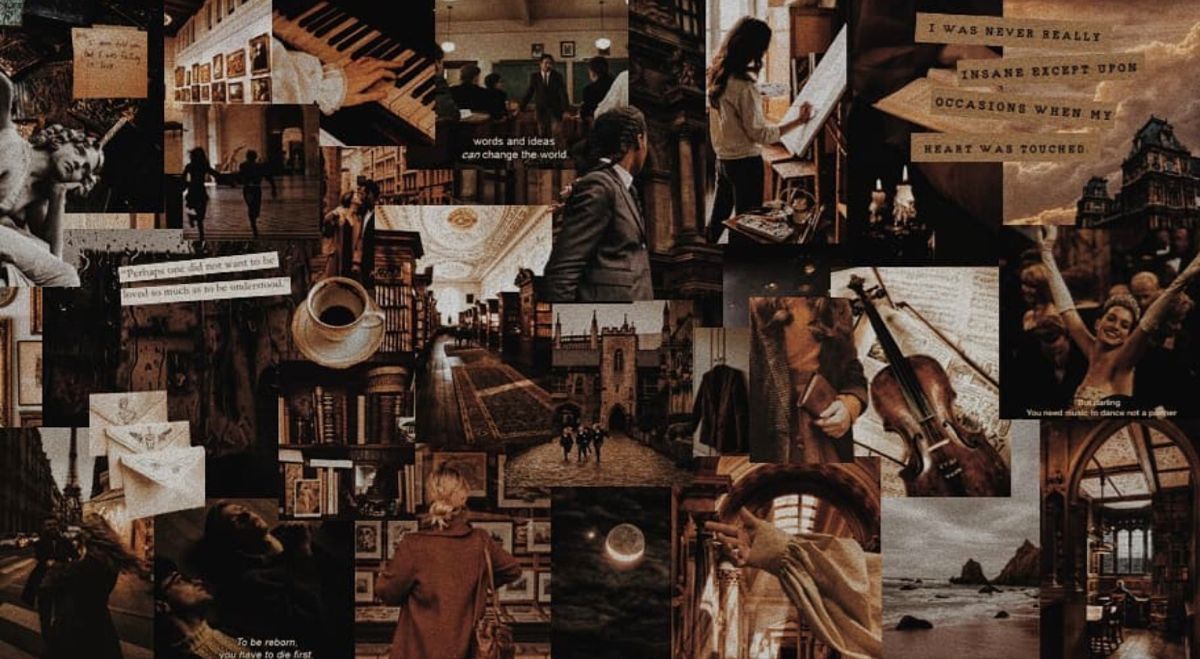 words and ideas
can change the world.
I WAS NEVER REALLY
INSANE EXCEPT UPON
OCCASIONS WHEN MY
HEART WAS TOUCHED.
"Perhaps one did not want to be
loved so much as to be understood."
But darling
You need music to dance not a partner
To be reborn,
you have to die first.